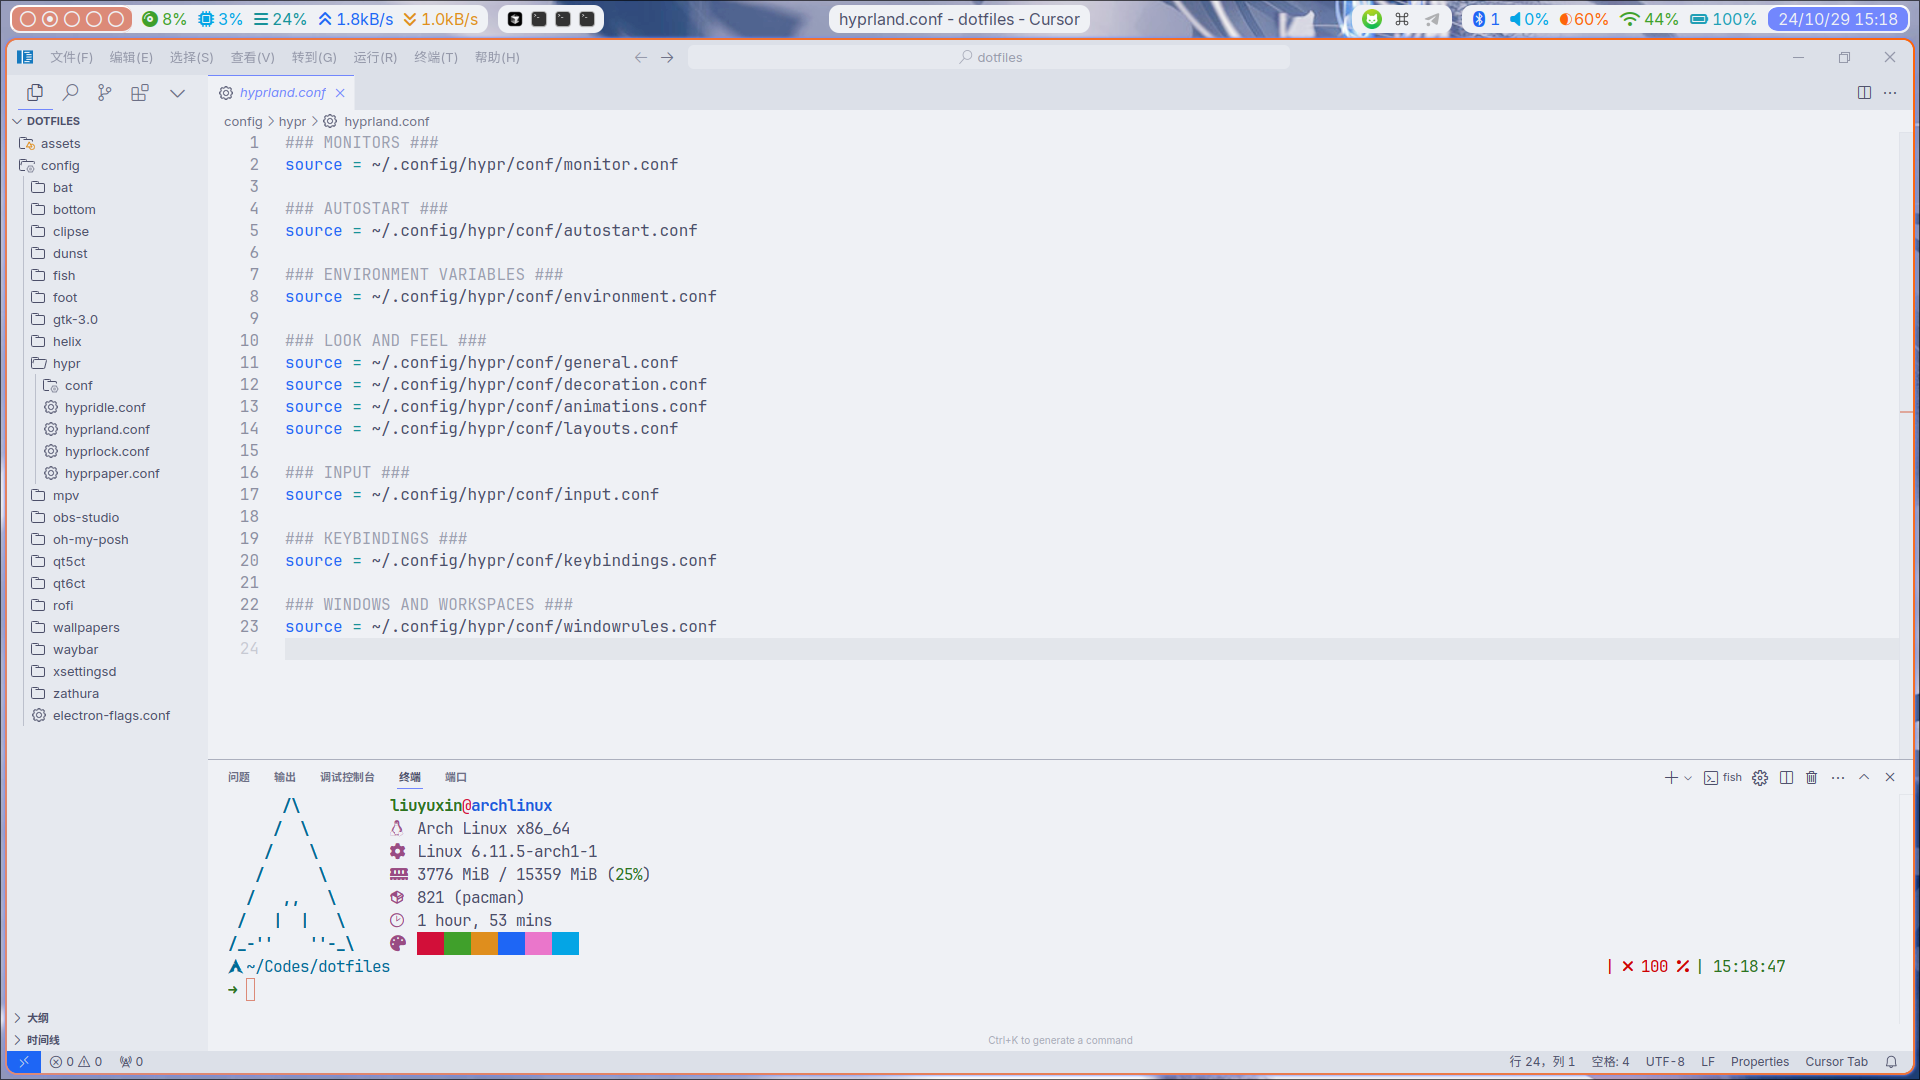 8% 3% 24% 1.8kB/s 1.0kB/s
hyprland.conf - dotfiles - Cursor
1 0% 60% 44% 100% 24/10/29 15:18
文件(F) 编辑(E) 选择(S) 查看(V) 转到(G) 运行(R) 终端(T) 帮助(H)
dotfiles
hyprland.conf
DOTFILES
assets
config
bat
bottom
clipse
dunst
fish
foot
gtk-3.0
helix
hypr
conf
hypridle.conf
hyprland.conf
hyprlock.conf
hyprpaper.conf
mpv
obs-studio
oh-my-posh
qt5ct
qt6ct
rofi
wallpapers
waybar
xsettingsd
zathura
electron-flags.conf
大纲
时间线
config > hypr > hyprland.conf
1 ### MONITORS ###
2 source = ~/.config/hypr/conf/monitor.conf
3
4 ### AUTOSTART ###
5 source = ~/.config/hypr/conf/autostart.conf
6
7 ### ENVIRONMENT VARIABLES ###
8 source = ~/.config/hypr/conf/environment.conf
9
10 ### LOOK AND FEEL ###
11 source = ~/.config/hypr/conf/general.conf
12 source = ~/.config/hypr/conf/decoration.conf
13 source = ~/.config/hypr/conf/animations.conf
14 source = ~/.config/hypr/conf/layouts.conf
15
16 ### INPUT ###
17 source = ~/.config/hypr/conf/input.conf
18
19 ### KEYBINDINGS ###
20 source = ~/.config/hypr/conf/keybindings.conf
21
22 ### WINDOWS AND WORKSPACES ###
23 source = ~/.config/hypr/conf/windowrules.conf
24
问题 输出 调试控制台 终端 端口
fish
/\ liuyuxin@archlinux
/ \ Arch Linux x86_64
/ \ Linux 6.11.5-arch1-1
/ \ 3776 MiB / 15359 MiB (25%)
/ ,, \ 821 (pacman)
/ | | \ 1 hour, 53 mins
/_-'' ''-_\
~/Codes/dotfiles
| × 100 % | 15:18:47
➜
Ctrl+K to generate a command
0 0 0
行 24, 列 1 空格: 4 UTF-8 LF Properties Cursor Tab